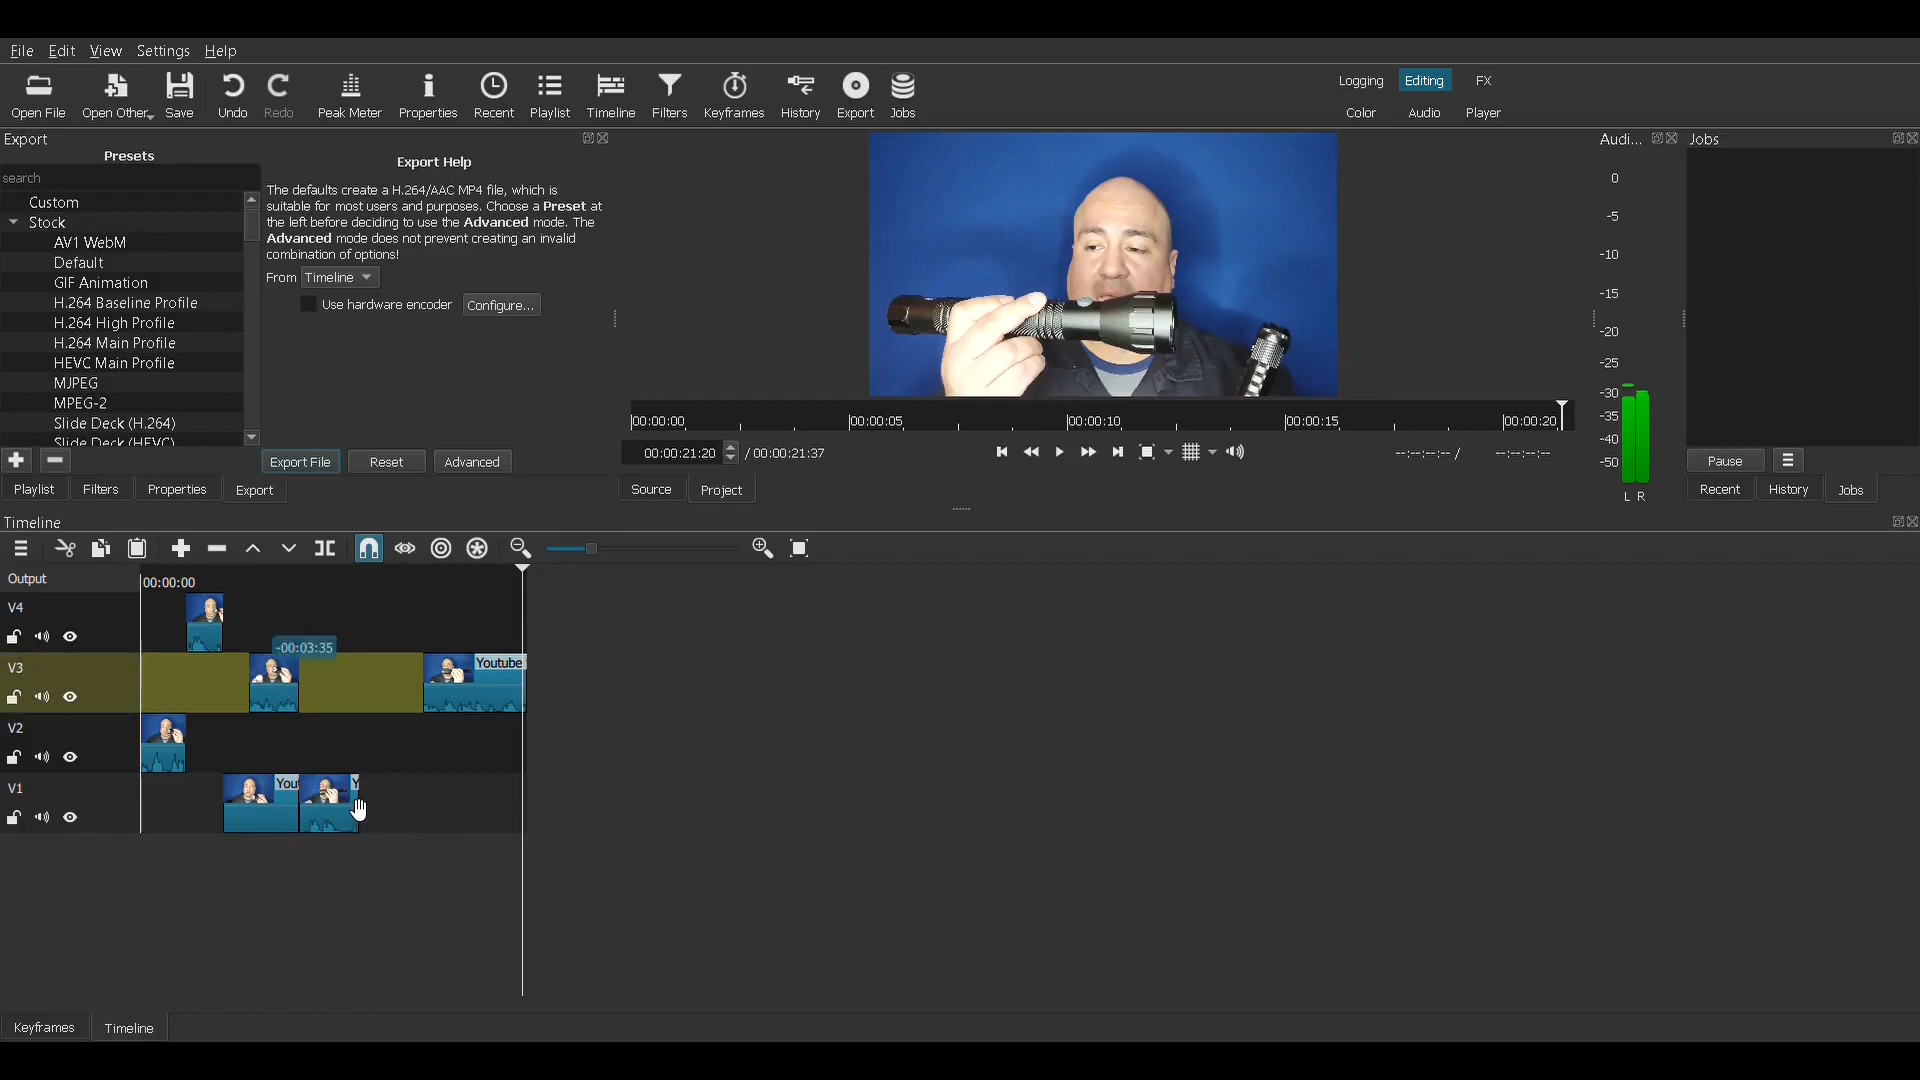 File Edit View Settings Help
Open File Open Other Save Undo Redo Peak Meter Properties Recent Playlist Timeline Filters Keyframes History Export Jobs
Logging Editing FX
Color Audio Player
Export
Presets
search
Custom
Stock
AV1 WebM
Default
GIF Animation
H.264 Baseline Profile
H.264 High Profile
H.264 Main Profile
HEVC Main Profile
MJPEG
MPEG-2
Slide Deck (H.264)
Slide Deck (HEVC)
Export Help
The defaults create a H.264/AAC MP4 file, which is
suitable for most users and purposes. Choose a Preset at
the left before deciding to use the Advanced mode. The
Advanced mode does not prevent creating an invalid
combination of options!
From Timeline
Use hardware encoder Configure...
Export File Reset Advanced
Playlist Filters Properties Export
00:00:00 00:00:05 00:00:10 00:00:15 00:00:20
00:00:21:20 / 00:00:21:37
--:--:--:-- / --:--:--:--
Source Project
Audi...
0
-5
-10
-15
-20
-25
-30
-35
-40
-50
L R
Jobs
Pause
Recent History Jobs
Timeline
Output
00:00:00
V4
-00:03:35
V3
Youtube
V2
V1
You
Y
Keyframes Timeline